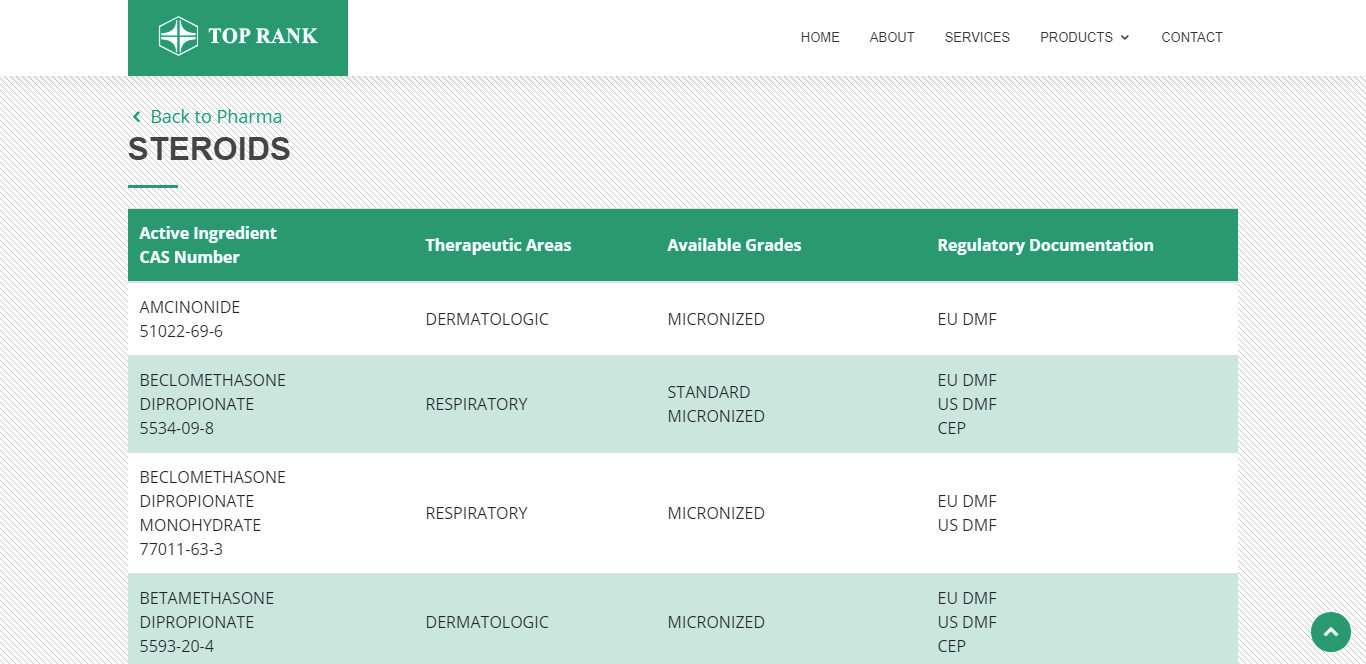 TOP RANK
HOME ABOUT SERVICES PRODUCTS CONTACT
Back to Pharma
STEROIDS
Active Ingredient
CAS Number
Therapeutic Areas
Available Grades
Regulatory Documentation
AMCINONIDE
51022-69-6
DERMATOLOGIC
MICRONIZED
EU DMF
BECLOMETHASONE
DIPROPIONATE
5534-09-8
RESPIRATORY
STANDARD
MICRONIZED
EU DMF
US DMF
CEP
BECLOMETHASONE
DIPROPIONATE
MONOHYDRATE
77011-63-3
RESPIRATORY
MICRONIZED
EU DMF
US DMF
BETAMETHASONE
DIPROPIONATE
5593-20-4
DERMATOLOGIC
MICRONIZED
EU DMF
US DMF
CEP